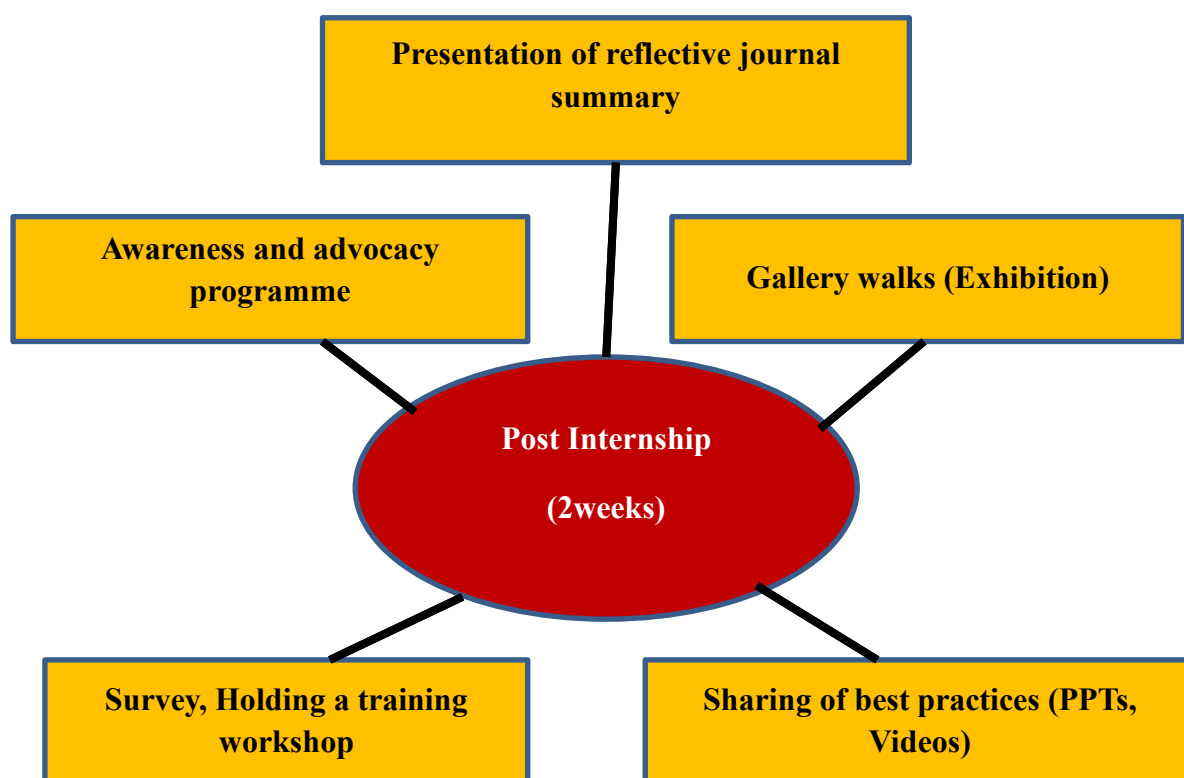 Presentation of reflective journal
summary
Awareness and advocacy
programme
Gallery walks (Exhibition)
Post Internship
(2weeks)
Survey, Holding a training
workshop
Sharing of best practices (PPTs,
Videos)